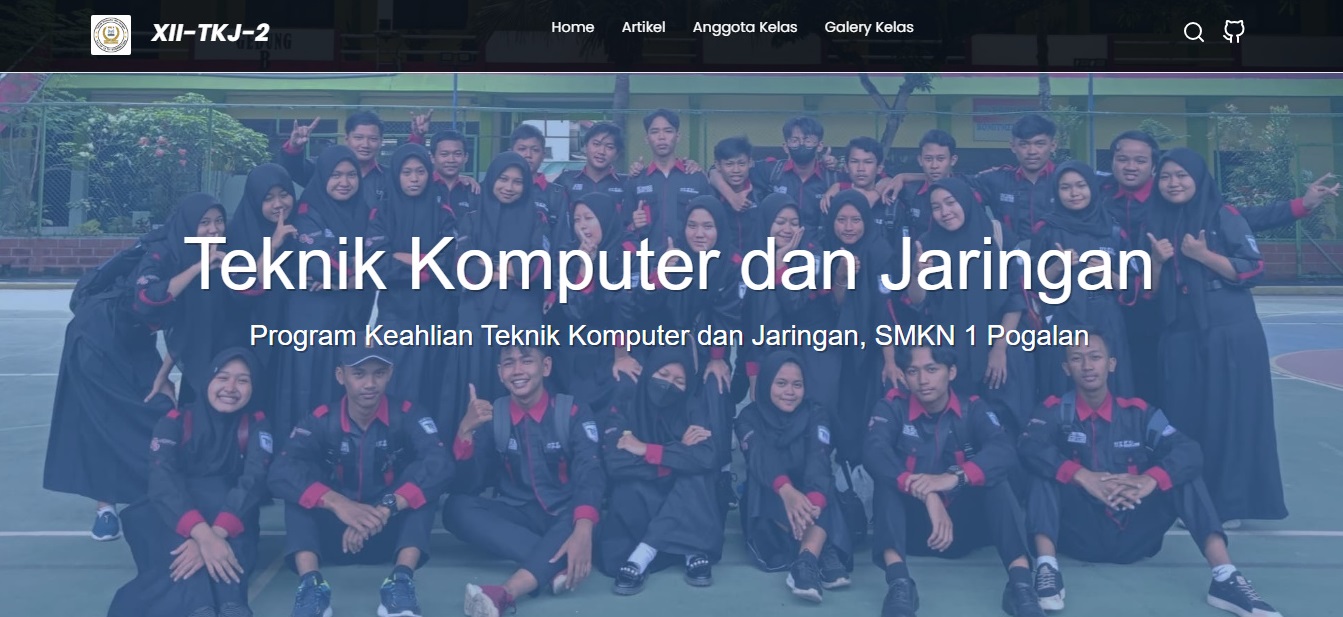 XII-TKJ-2
Home
Artikel
Anggota Kelas
Galery Kelas
Teknik Komputer dan Jaringan
Program Keahlian Teknik Komputer dan Jaringan, SMKN 1 Pogalan